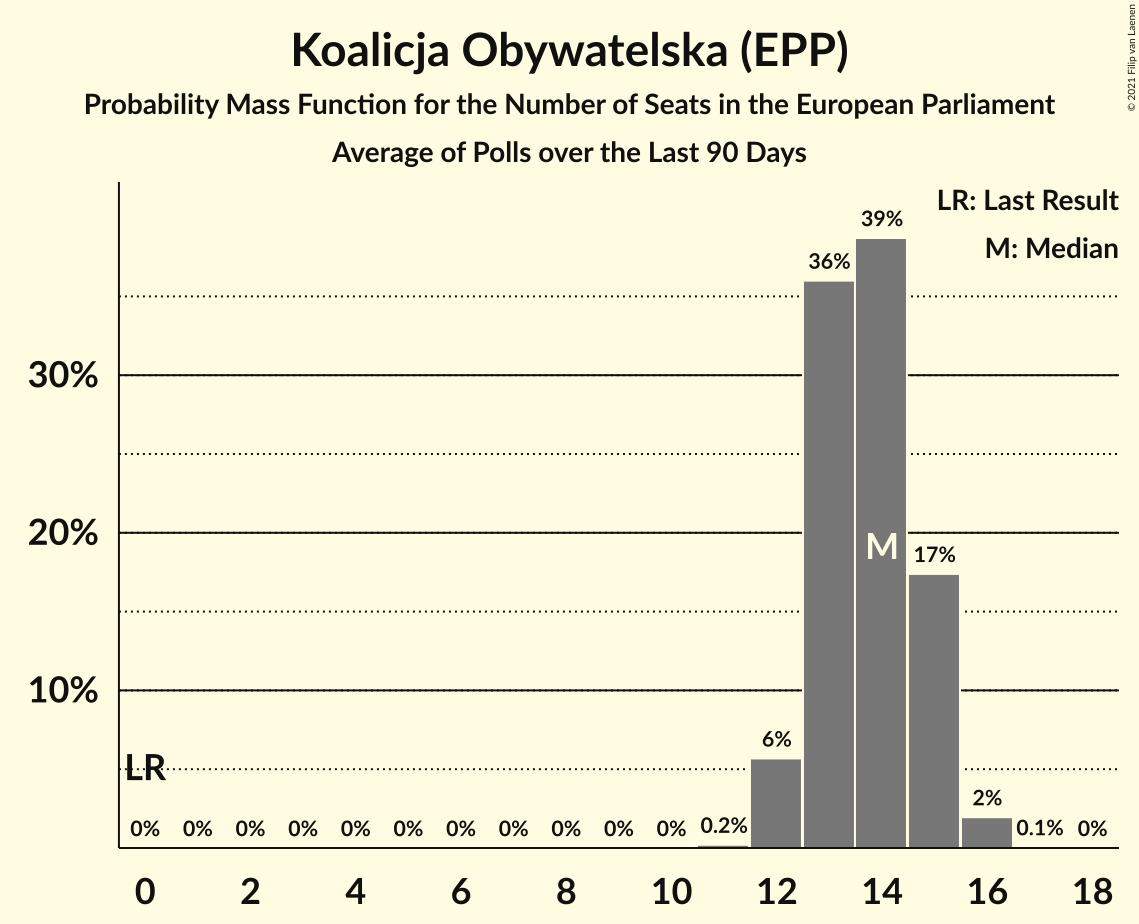 Koalicja Obywatelska (EPP)
Probability Mass Function for the Number of Seats in the European Parliament
Average of Polls over the Last 90 Days
© 2021 Filip van Laenen
LR: Last Result
M: Median
39%
36%
30%
20%
M
17%
10%
6%
LR
0% 0% 0% 0% 0% 0% 0% 0% 0% 0% 0% 0.2% 2% 0.1% 0%
0 2 4 6 8 10 12 14 16 18